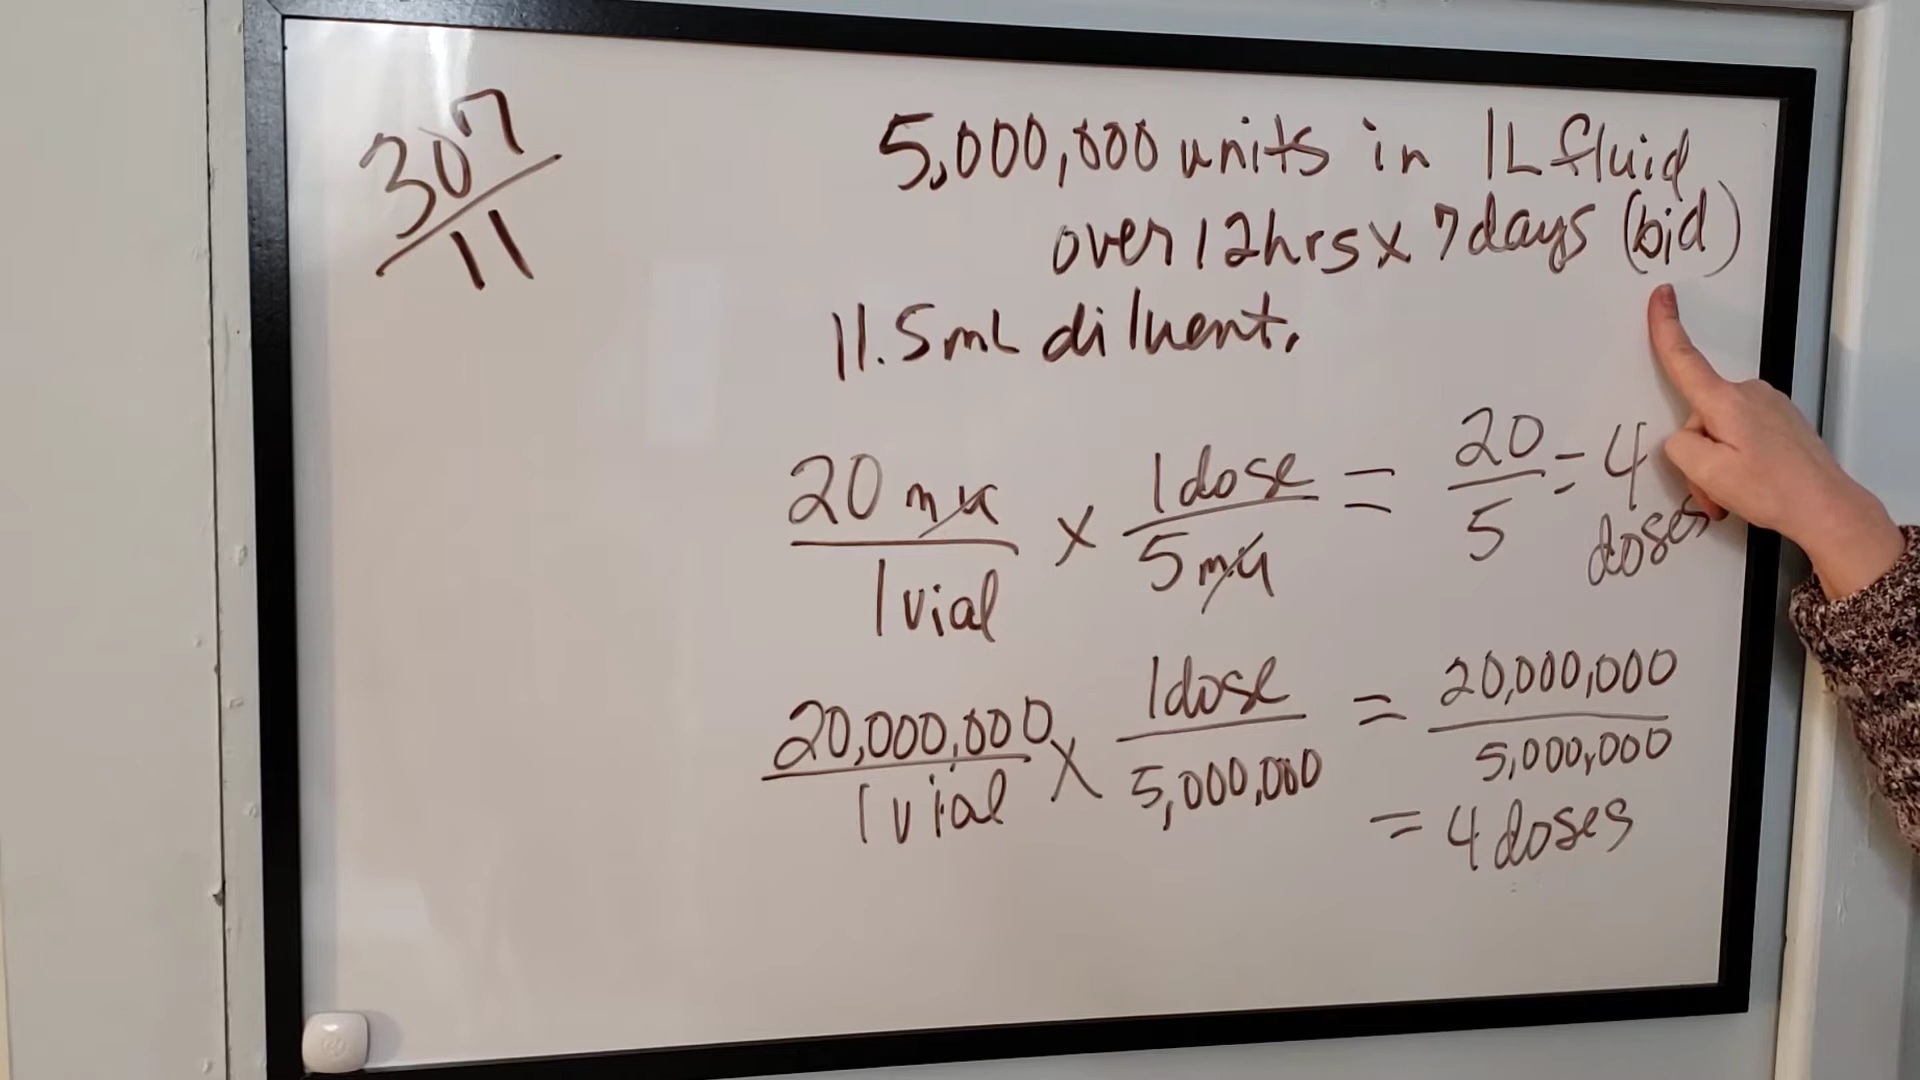 307
11
5,000,000 units in 1L fluid
over 12hrs x 7days (bid)
11.5mL diluent.
20 mu / 1 vial x 1 dose / 5 mu = 20 / 5 = 4 doses
20,000,000 / 1 vial x 1 dose / 5,000,000 = 20,000,000 / 5,000,000
= 4 doses